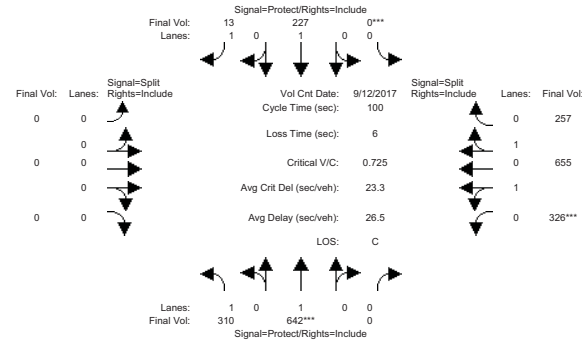 Signal=Protect/Rights=Include
Final Vol: 13 227 0***
Lanes: 1 0 1 0 0
Signal=Split
Final Vol: Lanes: Rights=Include Vol Cnt Date: 9/12/2017 Signal=Split
Rights=Include Lanes: Final Vol:
Cycle Time (sec): 100
0 0 0 257
Loss Time (sec): 6
0 1
0 0 Critical V/C: 0.725 0 655
0 Avg Crit Del (sec/veh): 23.3 1
0 0 Avg Delay (sec/veh): 26.5 0 326***
LOS: C
Lanes: 1 0 1 0 0
Final Vol: 310 642*** 0
Signal=Protect/Rights=Include